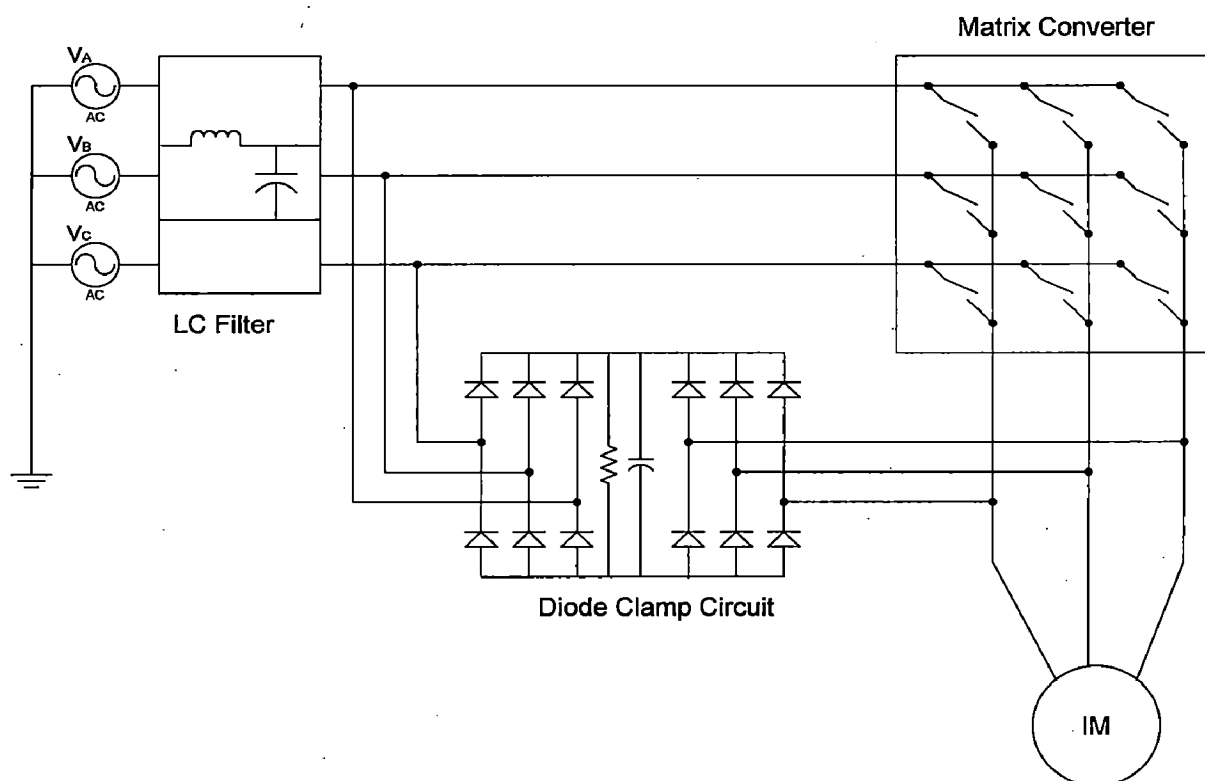 Matrix Converter
VA
AC
VB
AC
VC
AC
LC Filter
Diode Clamp Circuit
IM